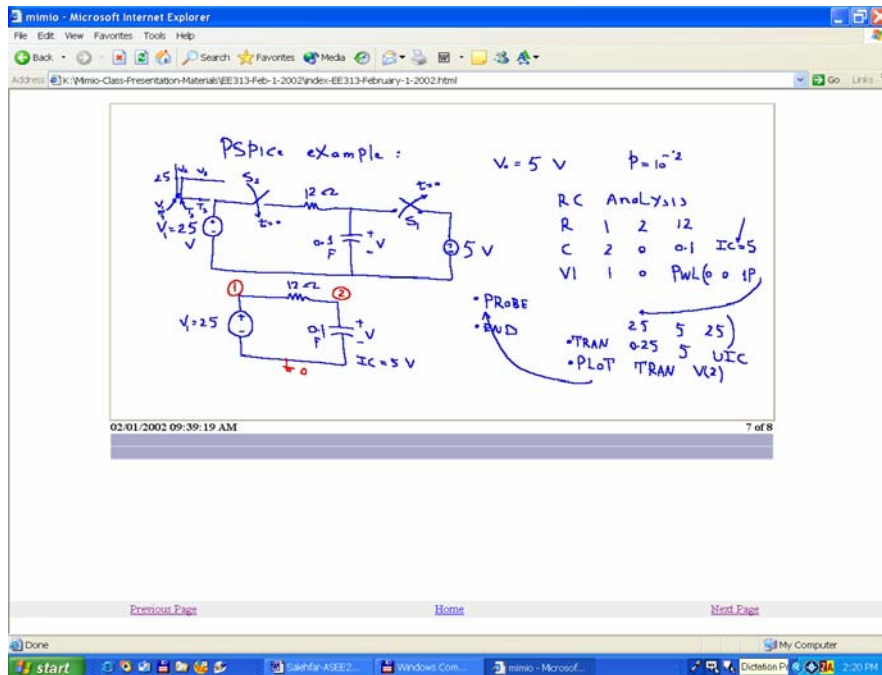 mimio - Microsoft Internet Explorer
File Edit View Favorites Tools Help
Back Search Favorites Media
Address K:\Mimio-Class-Presentation-Materials\EE313-Feb-1-2002\index-EE313-February-1-2002.html Go Links
PSpice example :
V₀ = 5 V p = 10⁻¹²
25
S₂
t=0
12 Ω
t=0
S₁
V₁=25
V
0.1
F
+
V
-
5 V
RC Analysis
R 1 2 12
C 2 0 0.1 IC=5
V1 1 0 PWL(0 0 1P,
25 5 25)
.TRAN 0.25 5 UIC
.PLOT TRAN V(2)
.PROBE
.END
1
12 Ω
2
V₁=25
0.1
F
+
V
-
IC = 5 V
0
02/01/2002 09:39:19 AM 7 of 8
Previous Page Home Next Page
Done My Computer
start Salehfar-ASEE2... Windows Com... mimio - Microsof... Dictation 2:20 PM